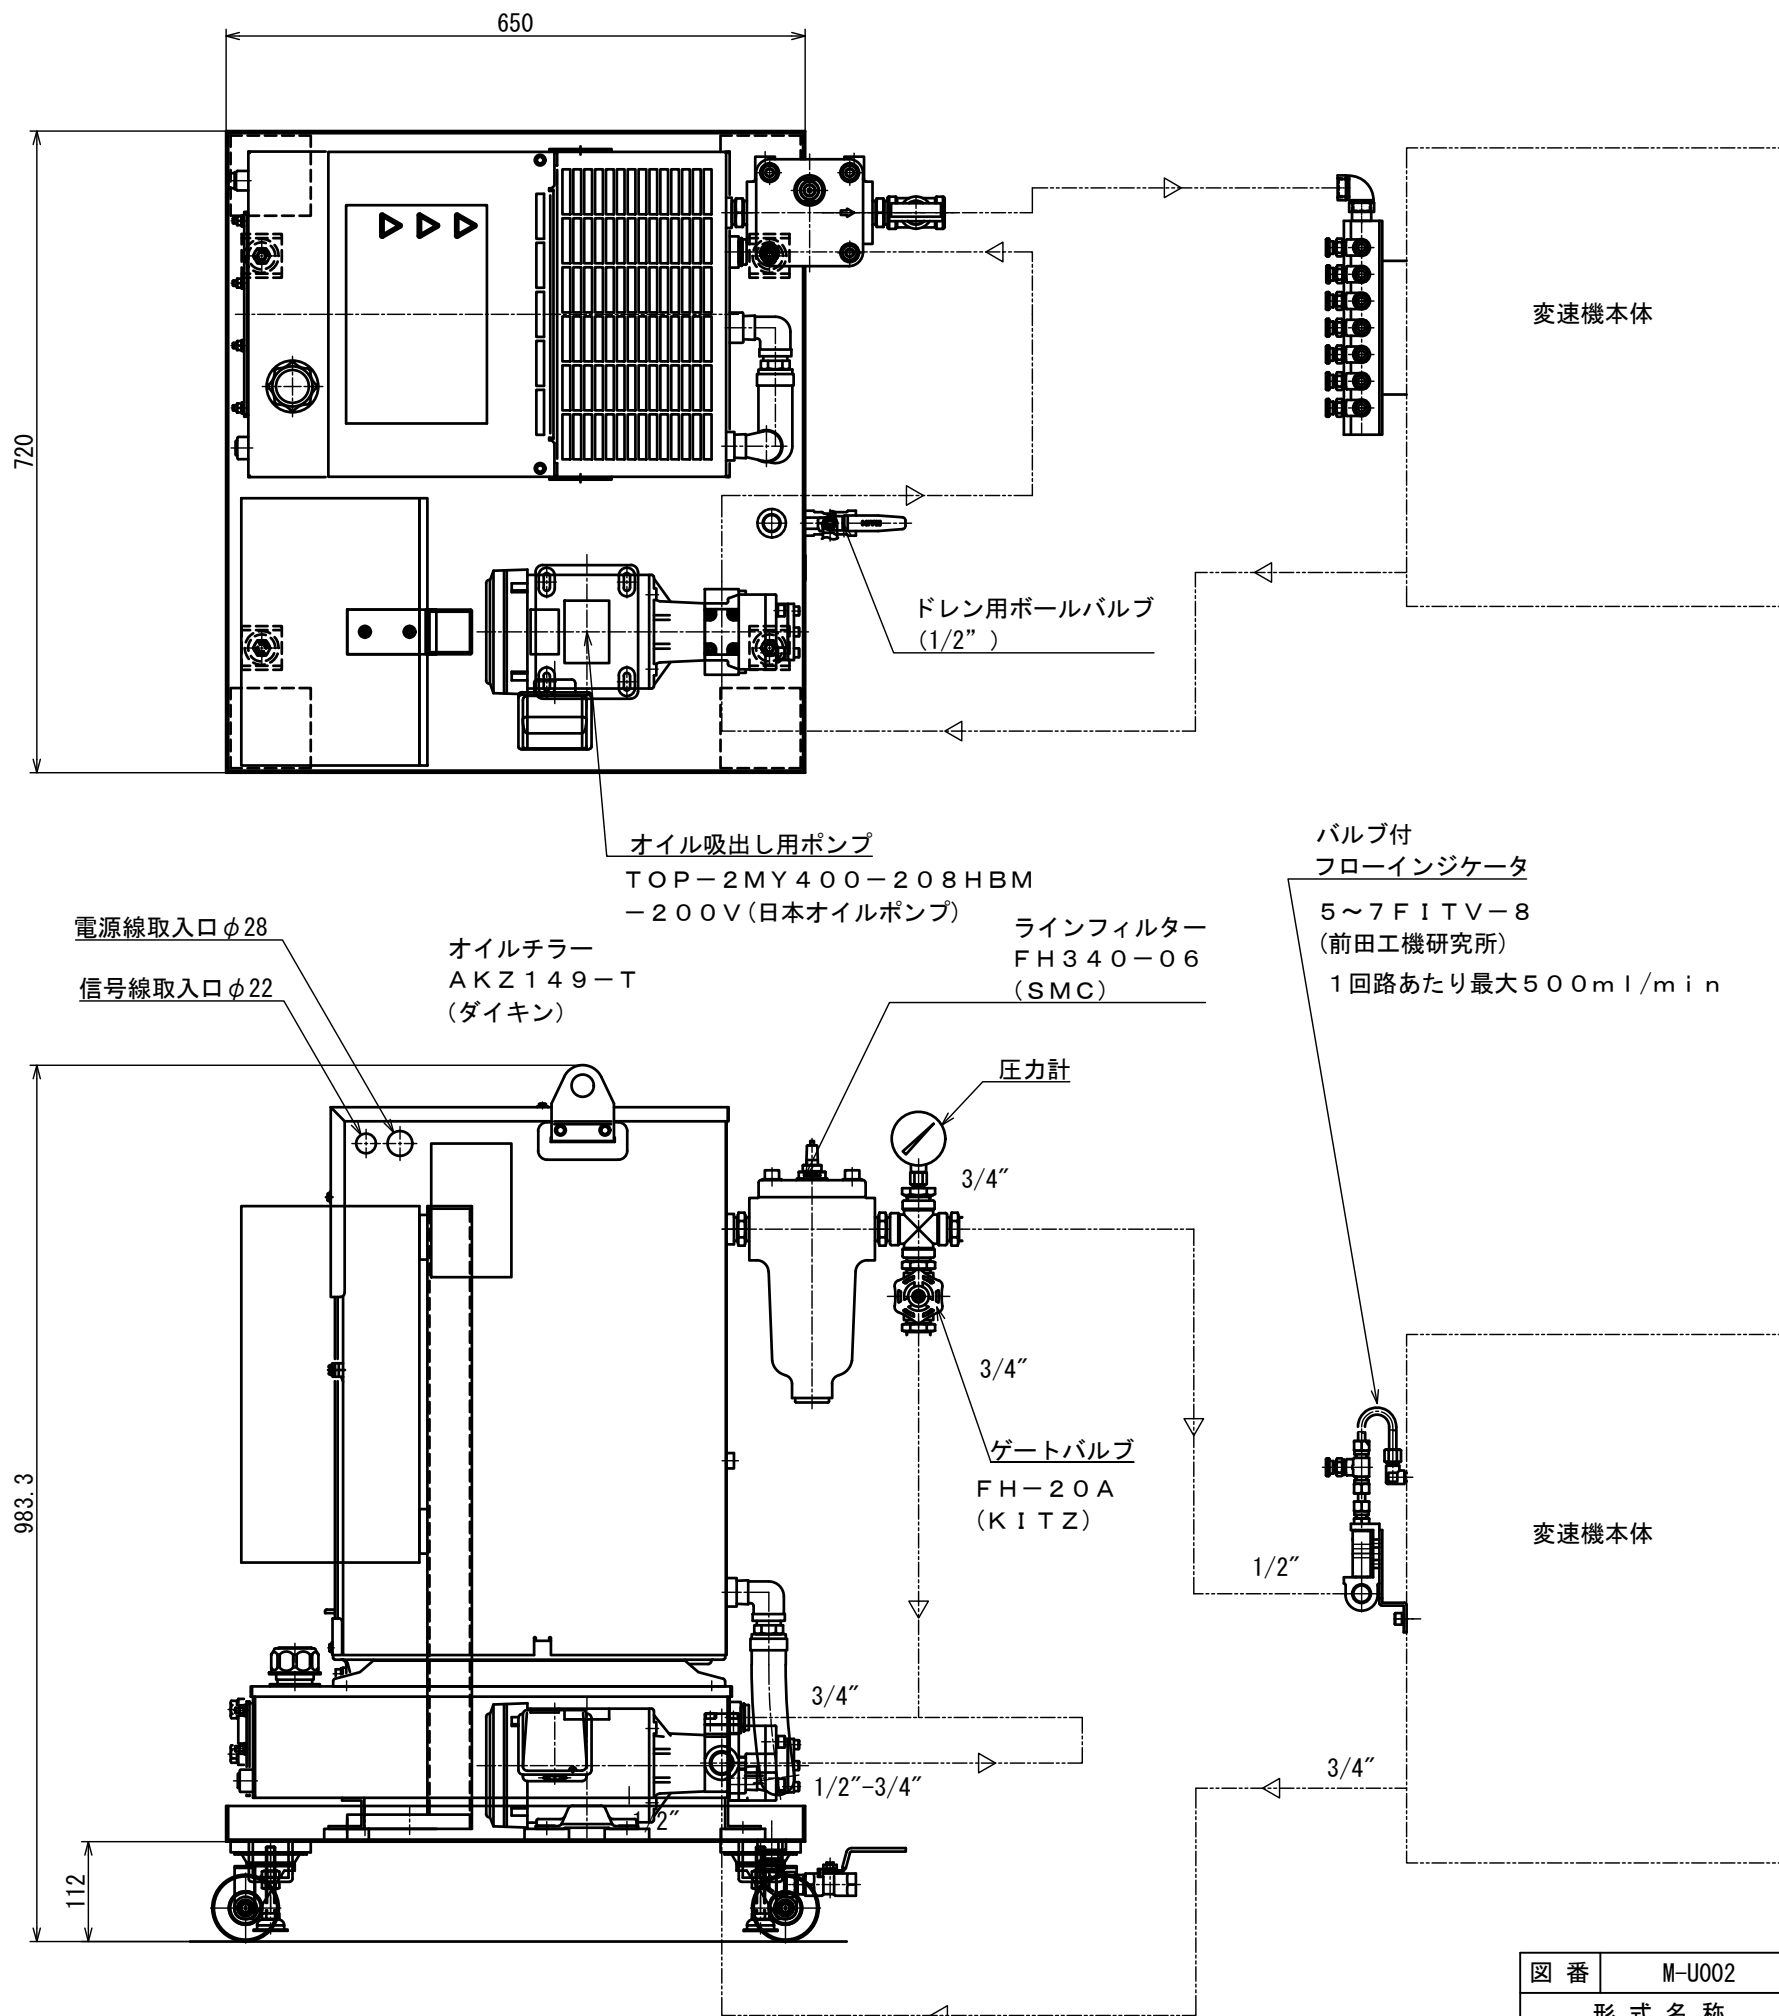 650
720
変速機本体
ドレン用ボールバルブ
(1/2”)
オイル吸出し用ポンプ
TOP-2MY400-208HBM
-200V(日本オイルポンプ)
バルブ付
フローインジケータ
5~7FITV-8
(前田工機研究所)
1回路あたり最大500ml/min
電源線取入口φ28
信号線取入口φ22
オイルチラー
AKZ149-T
(ダイキン)
ラインフィルター
FH340-06
(SMC)
圧力計
3/4″
3/4″
ゲートバルブ
FH-20A
(KITZ)
983.3
変速機本体
1/2″
3/4″
1/2″-3/4″
1/2″
3/4″
112
図番 M-U002
形式名称